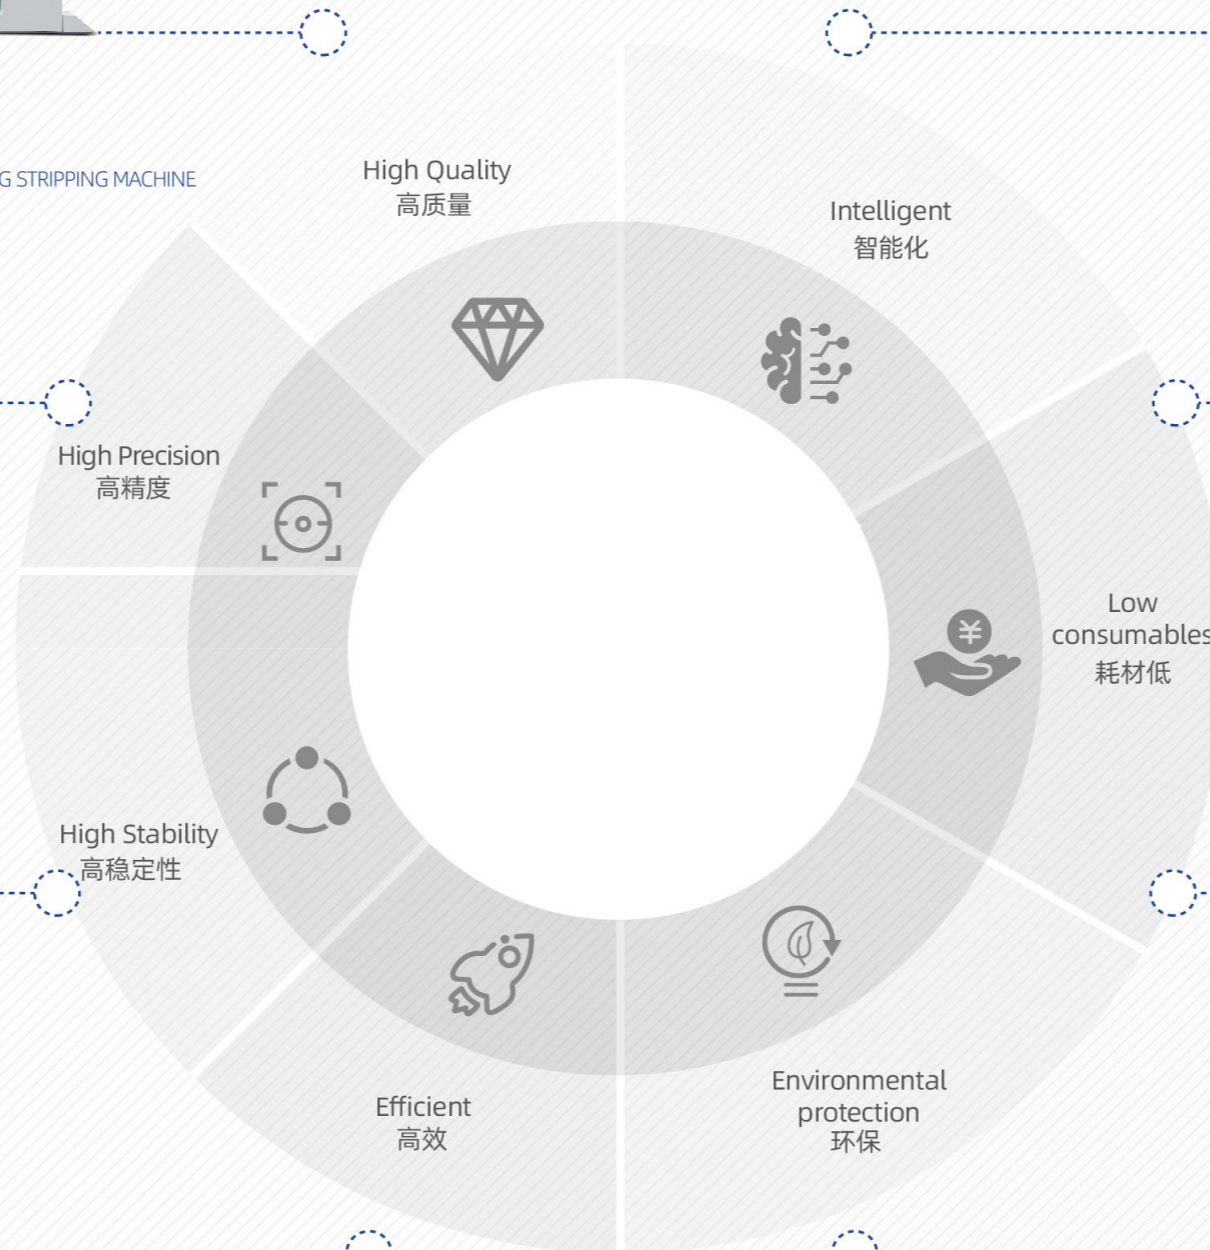 High Quality
高质量
G STRIPPING MACHINE
Intelligent
智能化
High Precision
高精度
Low
consumables
耗材低
High Stability
高稳定性
Efficient
高效
Environmental
protection
环保